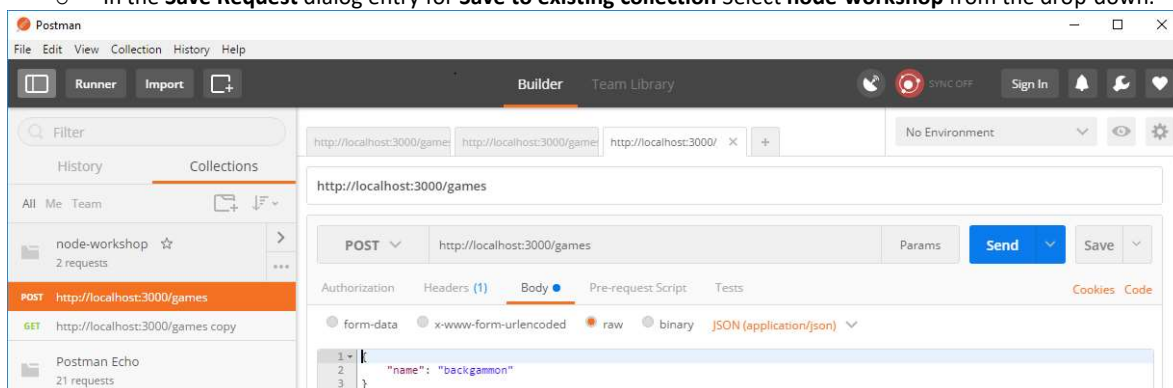 ○ In the Save Request dialog entry for Save to existing collection Select node-workshop from the drop-down.
Postman
File Edit View Collection History Help
Runner Import Builder Team Library SYNC OFF Sign In
Filter
History Collections
All Me Team
node-workshop
2 requests
POST http://localhost:3000/games
GET http://localhost:3000/games copy
Postman Echo
21 requests
http://localhost:3000/game http://localhost:3000/game http://localhost:3000/ × +
No Environment
http://localhost:3000/games
POST http://localhost:3000/games Params Send Save
Authorization Headers (1) Body Pre-request Script Tests Cookies Code
form-data x-www-form-urlencoded raw binary JSON (application/json)
1 {
2 "name": "backgammon"
3 }